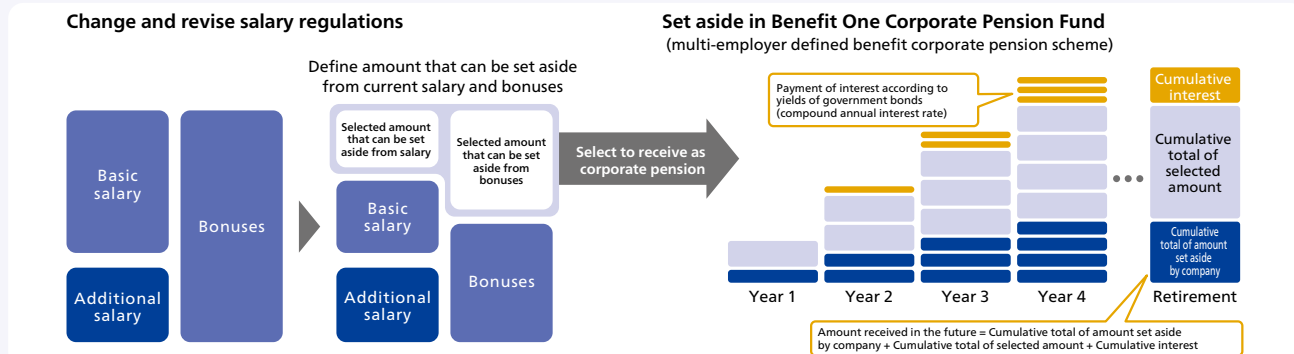 Change and revise salary regulations
Define amount that can be set aside
from current salary and bonuses
Basic
salary
Additional
salary
Bonuses
Selected amount
that can be set
aside from salary
Selected amount
that can be set
aside from
bonuses
Basic
salary
Additional
salary
Bonuses
Select to receive as
corporate pension
Set aside in Benefit One Corporate Pension Fund
(multi-employer defined benefit corporate pension scheme)
Payment of interest according to
yields of government bonds
(compound annual interest rate)
Year 1
Year 2
Year 3
Year 4
Retirement
Cumulative
interest
Cumulative
total of
selected
amount
Cumulative
total of amount
set aside
by company
Amount received in the future = Cumulative total of amount set aside
by company + Cumulative total of selected amount + Cumulative interest